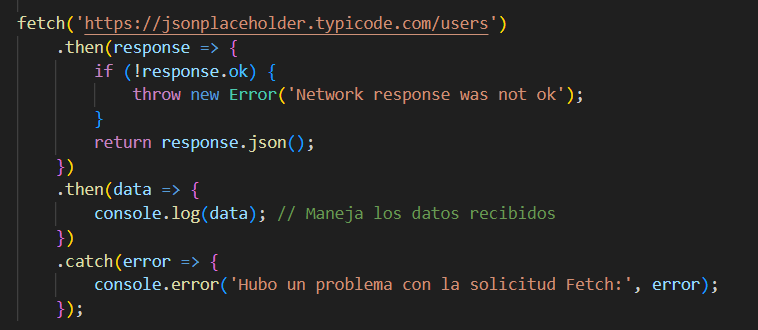 fetch('https://jsonplaceholder.typicode.com/users')
    .then(response => {
        if (!response.ok) {
            throw new Error('Network response was not ok');
        }
        return response.json();
    })
    .then(data => {
        console.log(data); // Maneja los datos recibidos
    })
    .catch(error => {
        console.error('Hubo un problema con la solicitud Fetch:', error);
    });